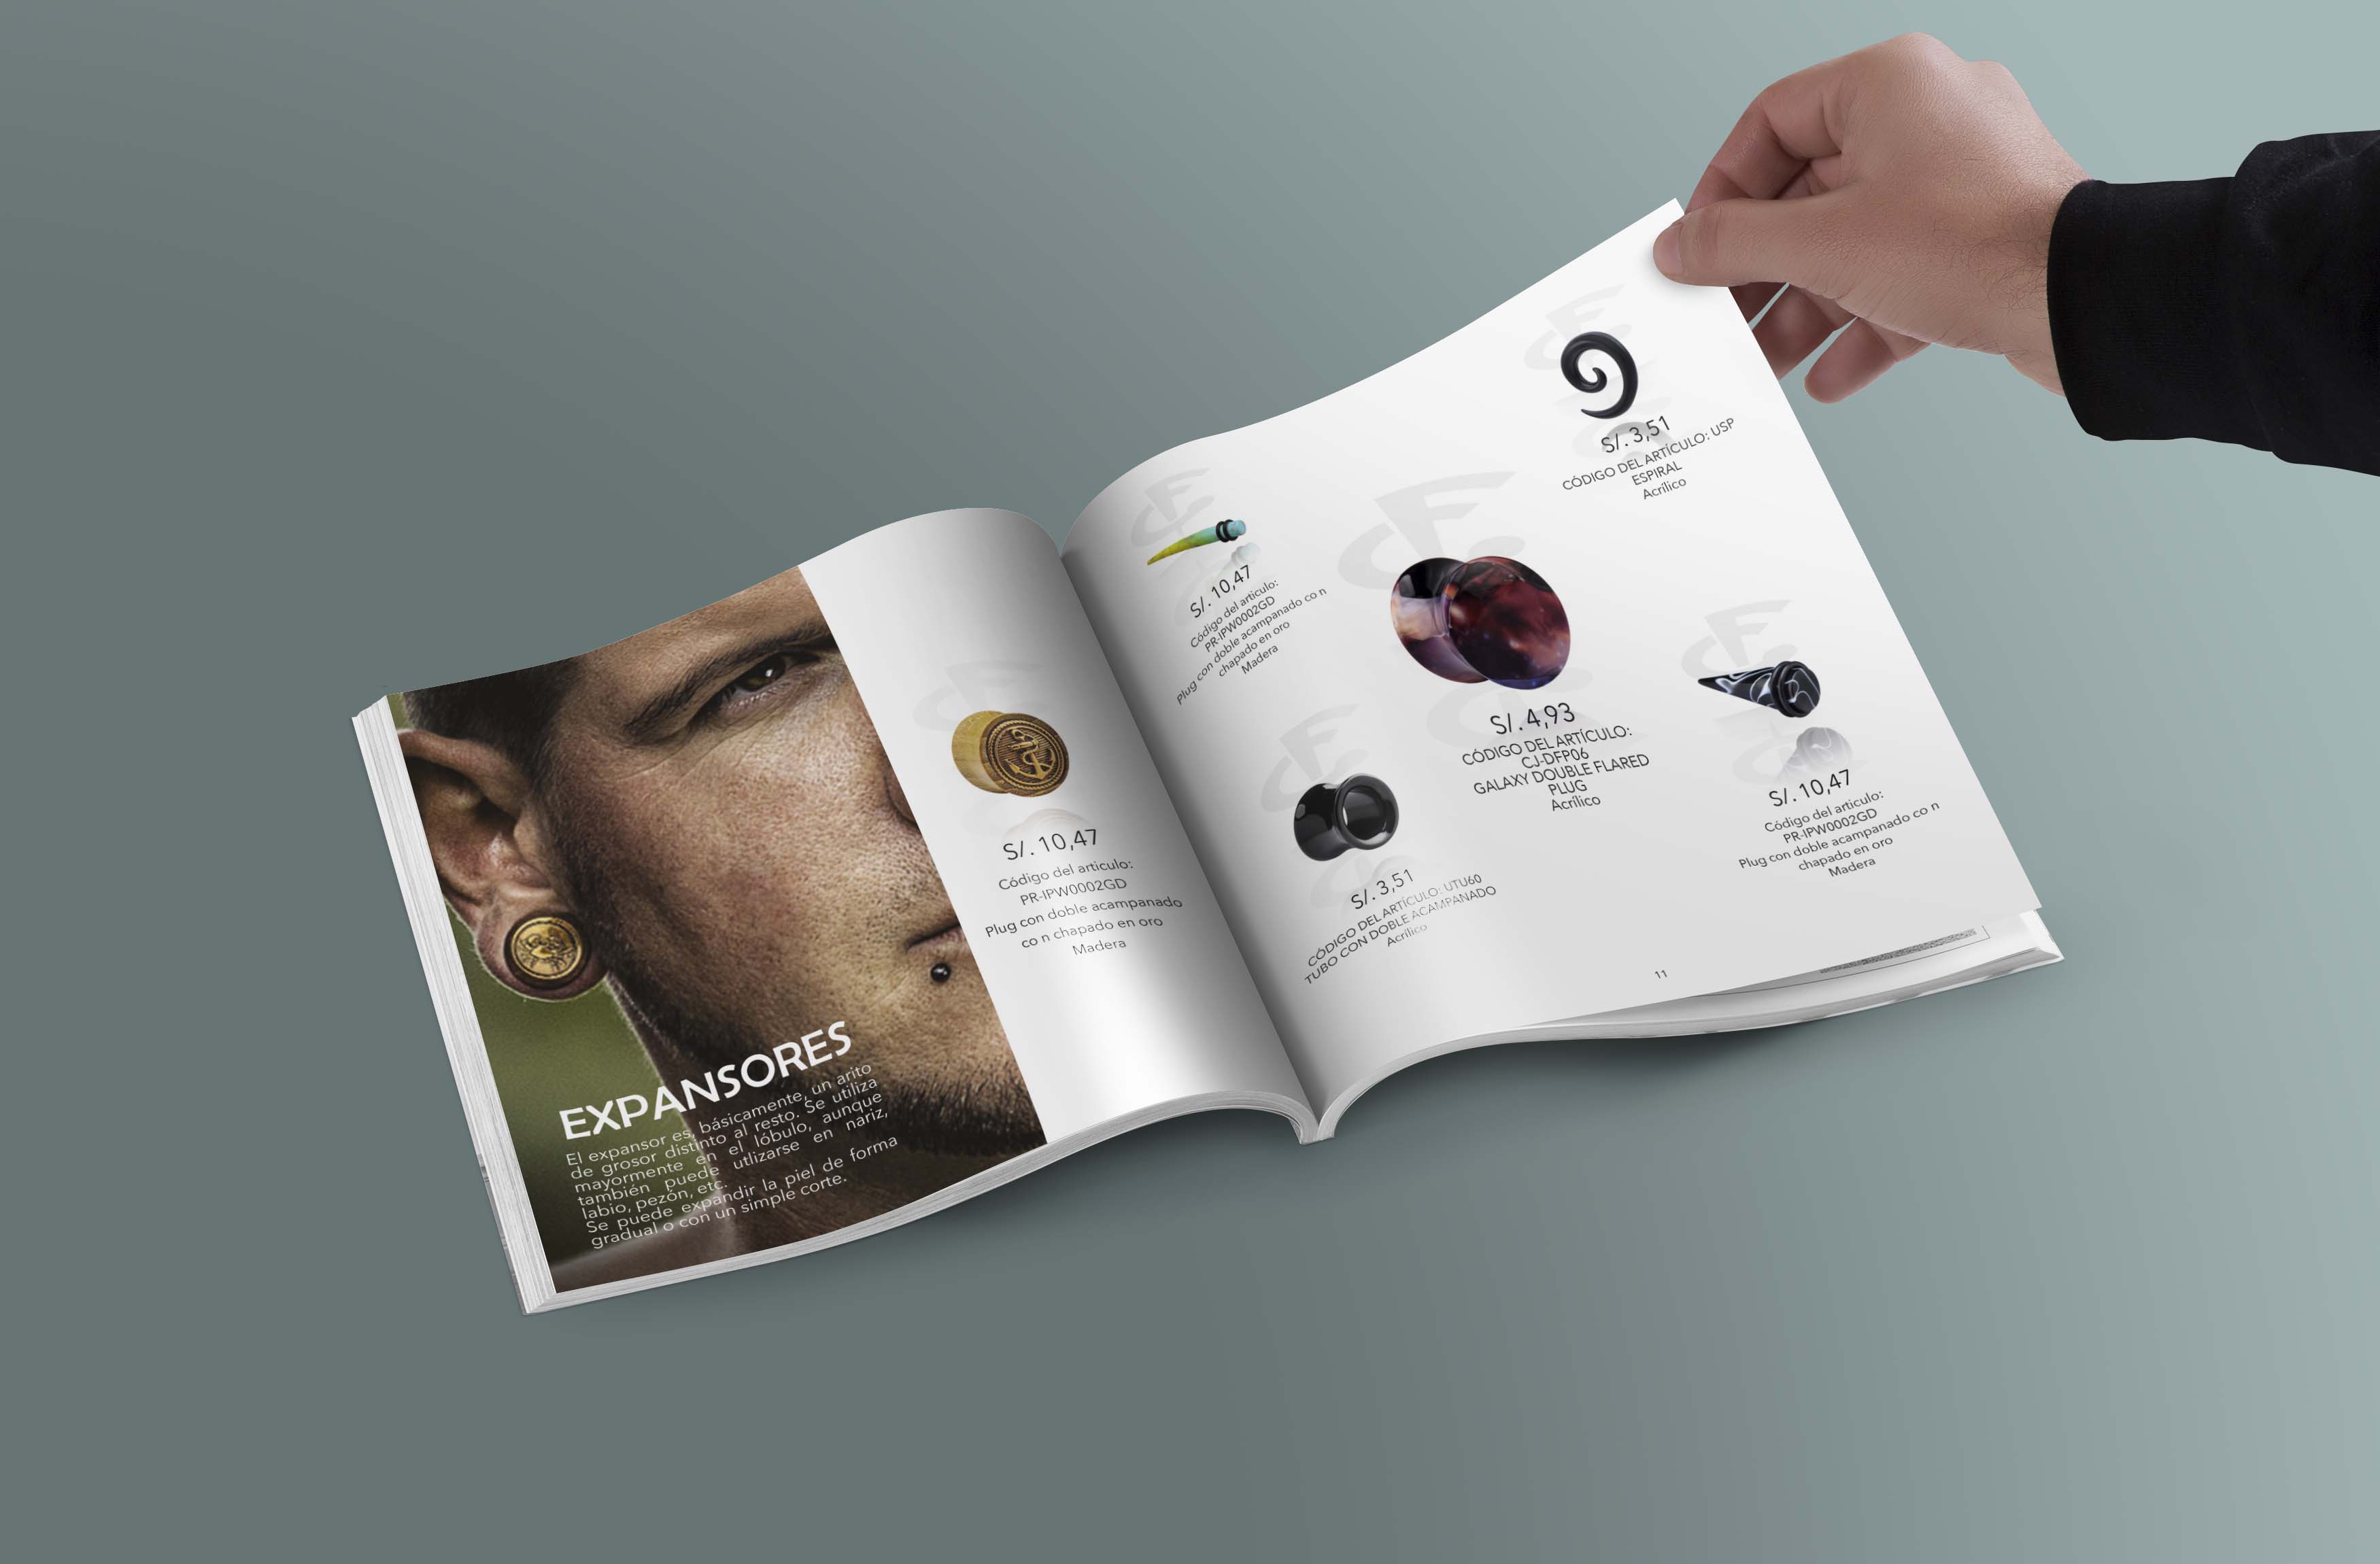 EXPANSORES
El expansor es, básicamente, un arito
de grosor distinto al resto. Se utiliza
mayormente en el lóbulo, aunque
también puede utlizarse en nariz,
labio, pezón, etc.
Se puede expandir la piel de forma
gradual o con un simple corte.
S/. 10,47
Código del articulo:
PR-IPW0002GD
Plug con doble acampanado
co n chapado en oro
Madera
S/. 10,47
Código del articulo:
PR-IPW0002GD
Plug con doble acampanado co n
chapado en oro
Madera
S/. 3,51
CÓDIGO DEL ARTÍCULO: USP
ESPIRAL
Acrílico
S/. 4,93
CÓDIGO DEL ARTÍCULO:
CJ-DFP06
GALAXY DOUBLE FLARED
PLUG
Acrílico
S/. 3,51
CÓDIGO DEL ARTÍCULO: UTU60
TUBO CON DOBLE ACAMPANADO
Acrílico
S/. 10,47
Código del articulo:
PR-IPW0002GD
Plug con doble acampanado co n
chapado en oro
Madera
11